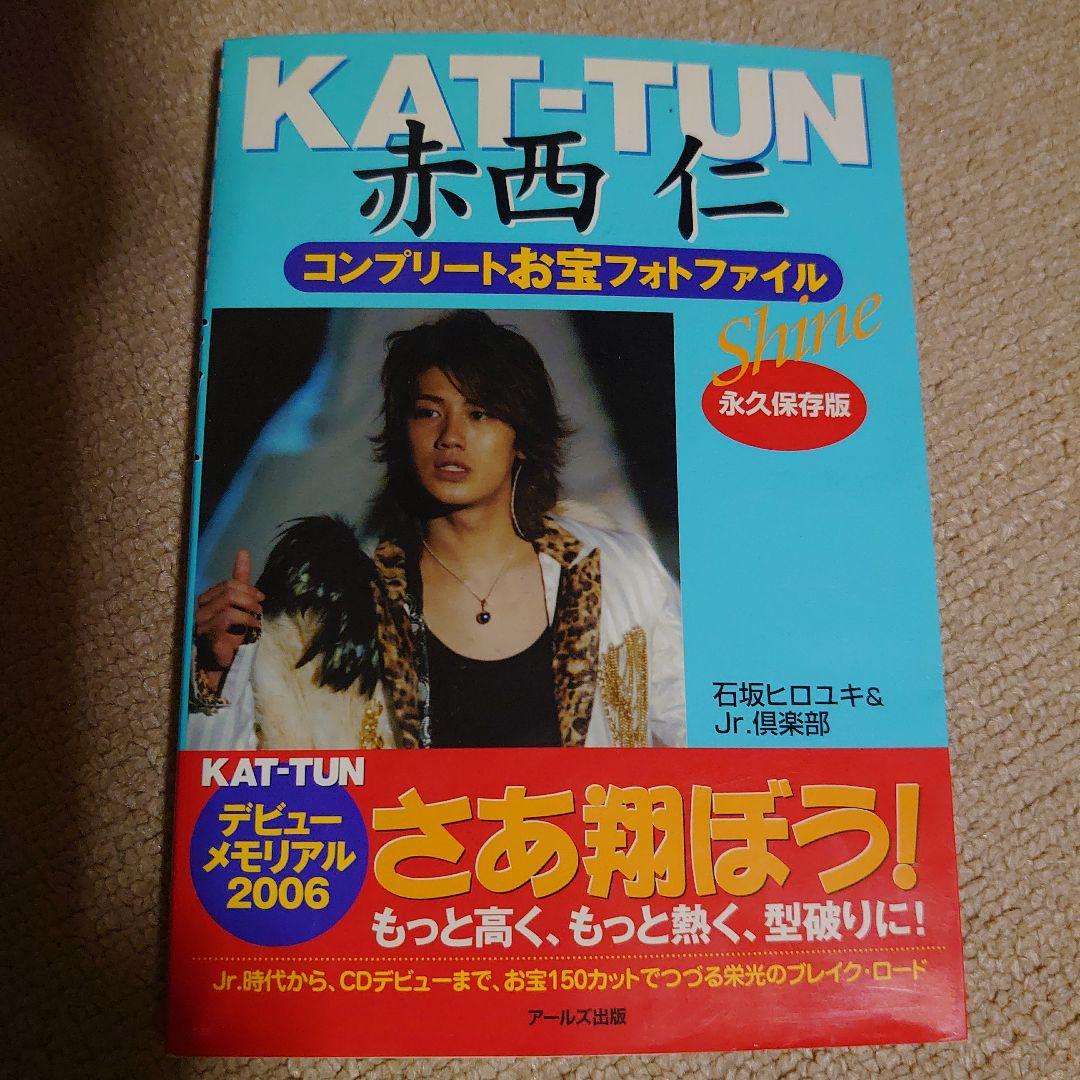 KAT-TUN
赤西 仁
コンプリートお宝フォトファイル
Shine
永久保存版
石坂ヒロユキ&
Jr.倶楽部
KAT-TUN
デビュー
メモリアル
2006
さあ翔ぼう!
もっと高く、もっと熱く、型破りに!
Jr.時代から、CDデビューまで、お宝150カットでつづる栄光のブレイク・ロード
アールズ出版